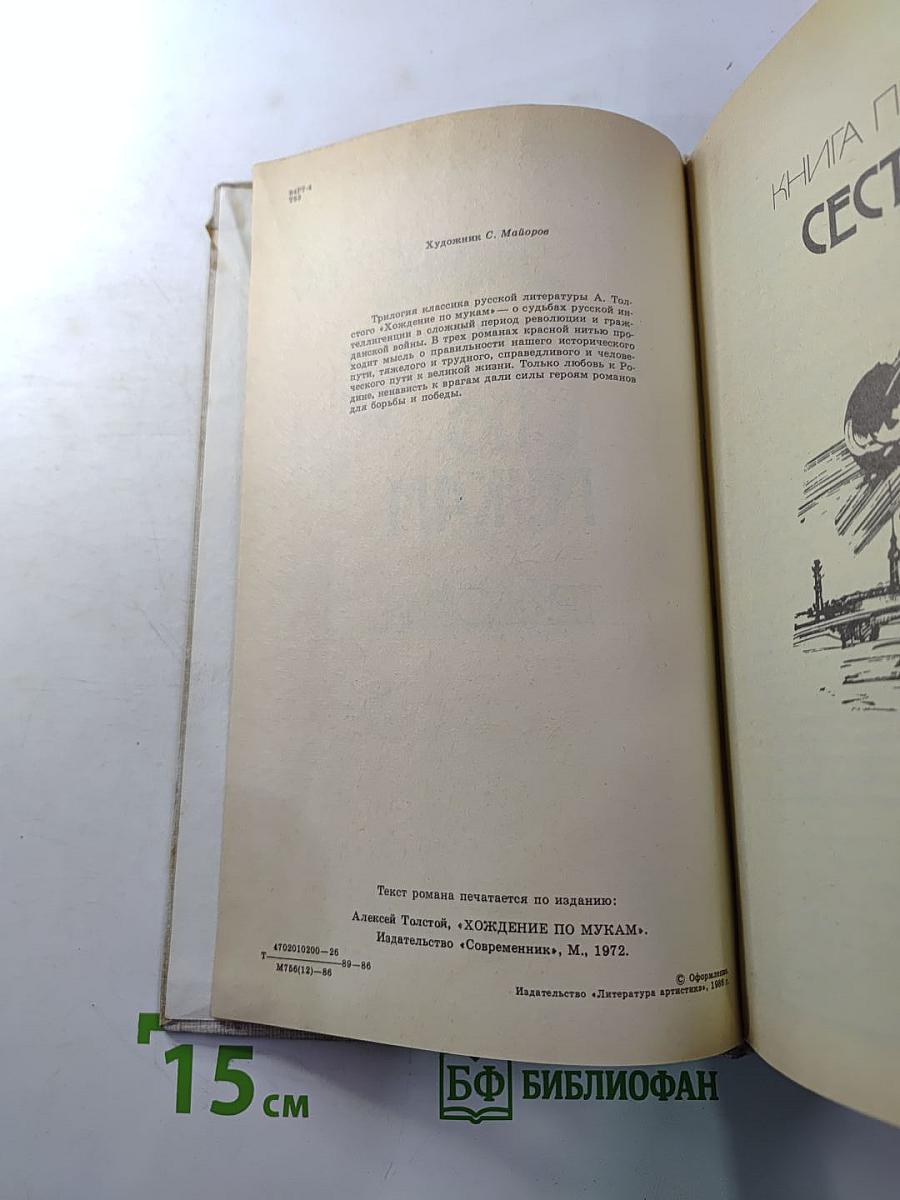 Т53
Художник С. Майоров
Трилогия классика русской литературы А. Тол-
стого «Хождение по мукам» — о судьбах русской ин-
теллигенции в сложный период революции и граж-
данской войны. В трех романах красной нитью про-
ходит мысль о правильности нашего исторического
пути, тяжелого и трудного, справедливого и челове-
ческого пути к великой жизни. Только любовь к Ро-
дине, ненависть к врагам дали силы героям романов
для борьбы и победы.
Текст романа печатается по изданию:
Алексей Толстой, «ХОЖДЕНИЕ ПО МУКАМ».
Издательство «Современник», М., 1972.
4702010200—26
Т ———— 89—86
М756(12)—86
© Оформление.
Издательство «Литература артистикэ», 1986 г.
КНИГА П
СЕСТ
15 см
БФ БИБЛИОФАН